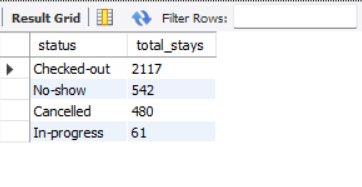 Result Grid Filter Rows:
status total_stays
Checked-out 2117
No-show 542
Cancelled 480
In-progress 61